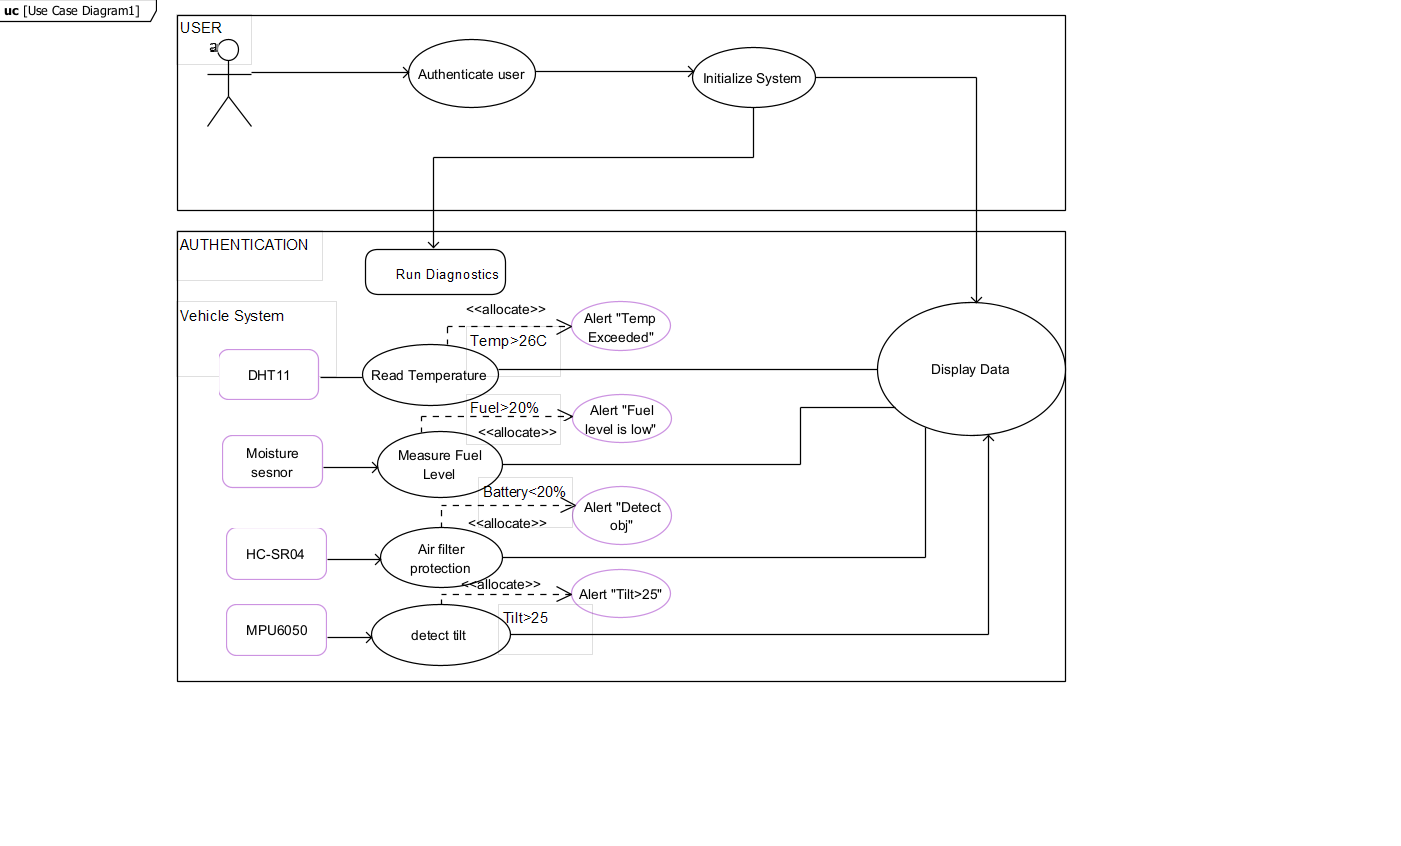 uc [Use Case Diagram1]
USER
a
Authenticate user
Initialize System
AUTHENTICATION
Run Diagnostics
Vehicle System
<<allocate>>
Alert "Temp
Exceeded"
Temp>26C
DHT11
Read Temperature
Display Data
Fuel>20%
Alert "Fuel
level is low"
<<allocate>>
Moisture
sesnor
Measure Fuel
Level
Battery<20%
Alert "Detect
obj"
<<allocate>>
HC-SR04
Air filter
protection
<<allocate>>
Alert "Tilt>25"
Tilt>25
MPU6050
detect tilt